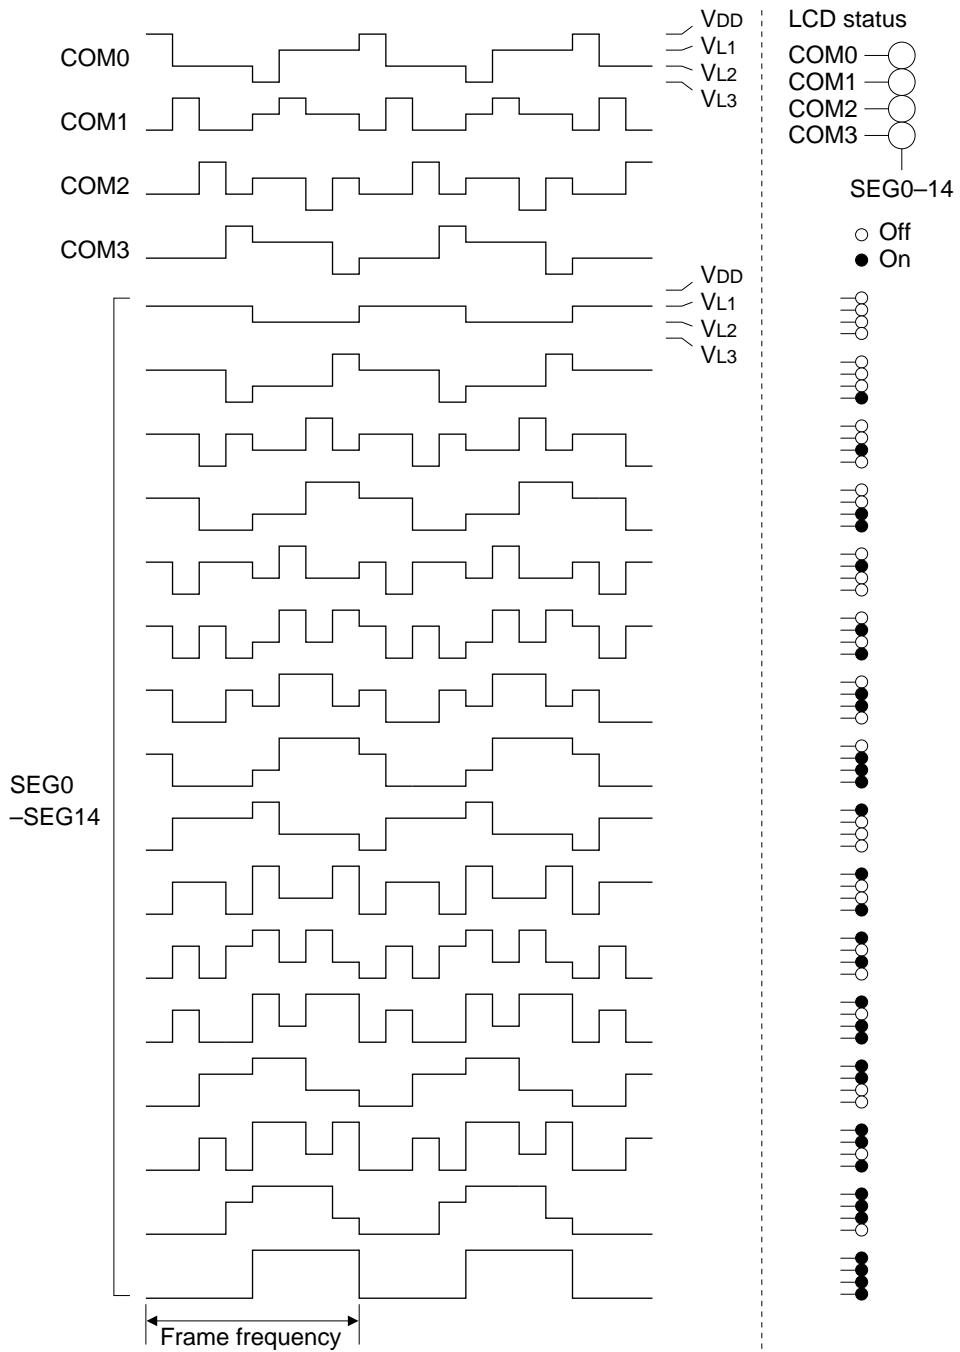 COM0
COM1
COM2
COM3
VDD
VL1
VL2
VL3
VDD
VL1
VL2
VL3
SEG0
–SEG14
Frame frequency
LCD status
COM0
COM1
COM2
COM3
SEG0–14
Off
On